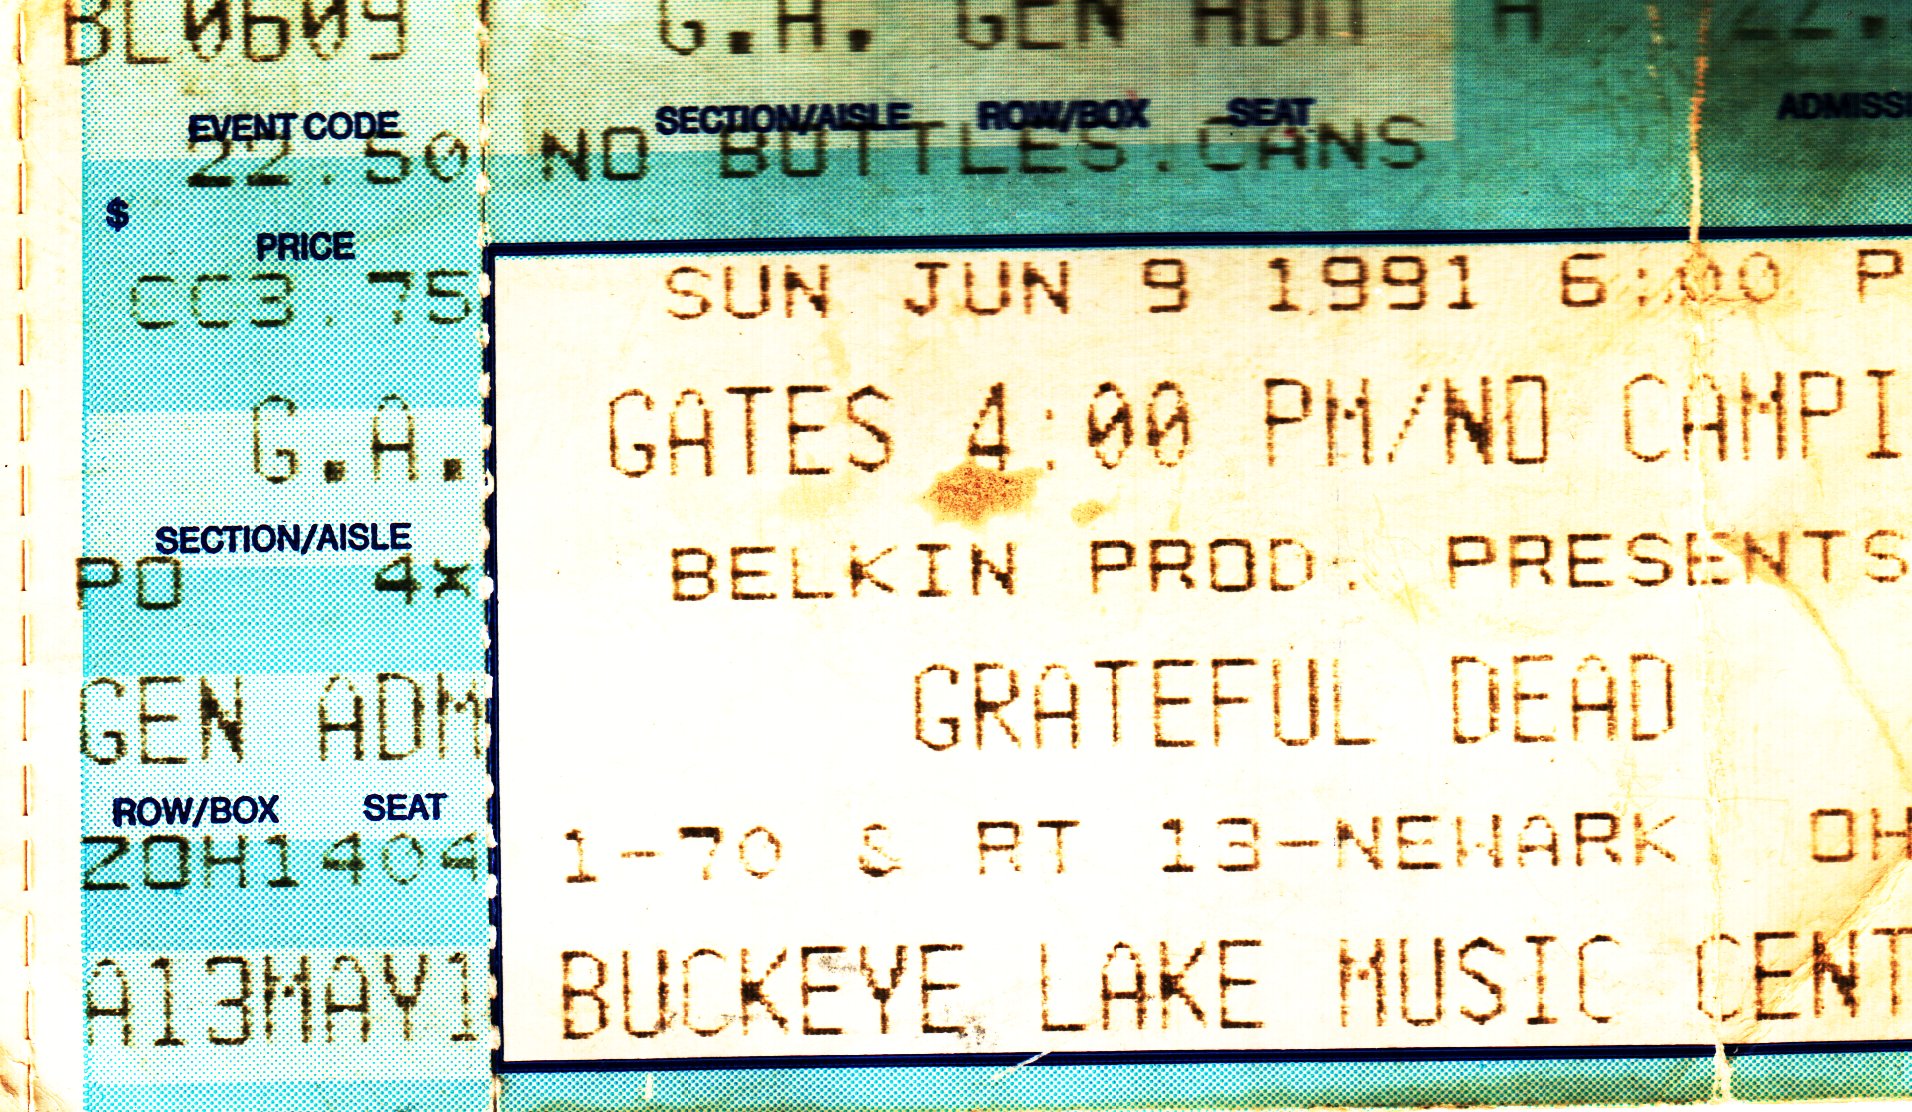 BL0609 G.A. GEN ADM A 22.
EVENT CODE SECTION/AISLE ROW/BOX SEAT ADMISS
22.50 NO BOTTLES.CANS
$
PRICE
CC3.75 SUN JUN 9 1991 6:00 P
G.A. GATES 4:00 PM/NO CAMPI
SECTION/AISLE
PO 4x BELKIN PROD. PRESENTS
GEN ADM GRATEFUL DEAD
ROW/BOX SEAT
ZOH1404 1-70 & RT 13-NEWARK OH
A13MAY1 BUCKEYE LAKE MUSIC CENT